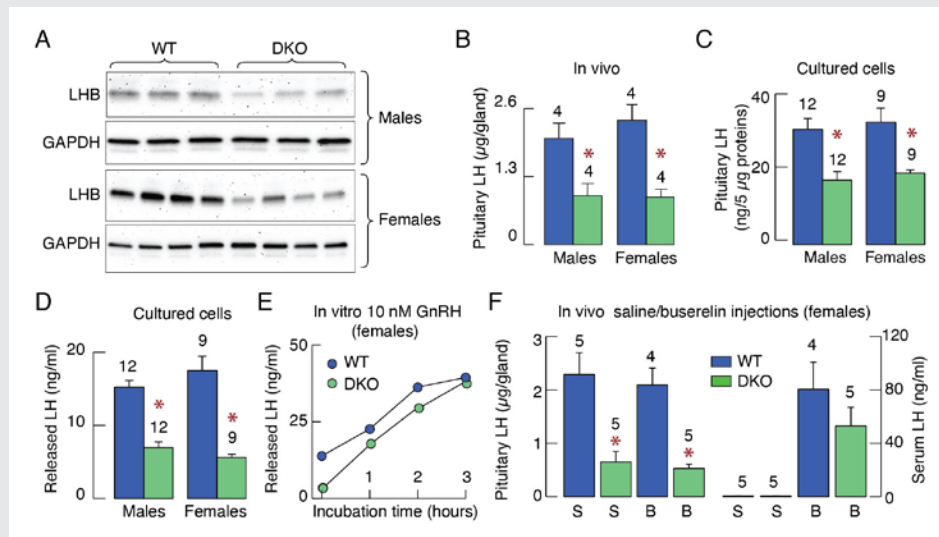 A
WT DKO
LHB
GAPDH
Males
LHB
GAPDH
Females
B
In vivo
Pituitary LH (µg/gland)
2.6
1.3
0
4
*
4
4
*
4
Males Females
C
Cultured cells
Pituitary LH
(ng/5 µg proteins)
40
20
0
12
*
12
9
*
9
Males Females
D
Cultured cells
Released LH (ng/ml)
20
10
0
12
*
12
9
*
9
Males Females
E
In vitro 10 nM GnRH
(females)
Released LH (ng/ml)
50
25
0
WT
DKO
1 2 3
Incubation time (hours)
F
In vivo saline/buserelin injections (females)
Pituitary LH (µg/gland)
3
2
1
0
5
5
*
4
5
*
WT
DKO
5 5
4
5
S S B B S S B B
Serum LH (ng/ml)
120
80
40
0